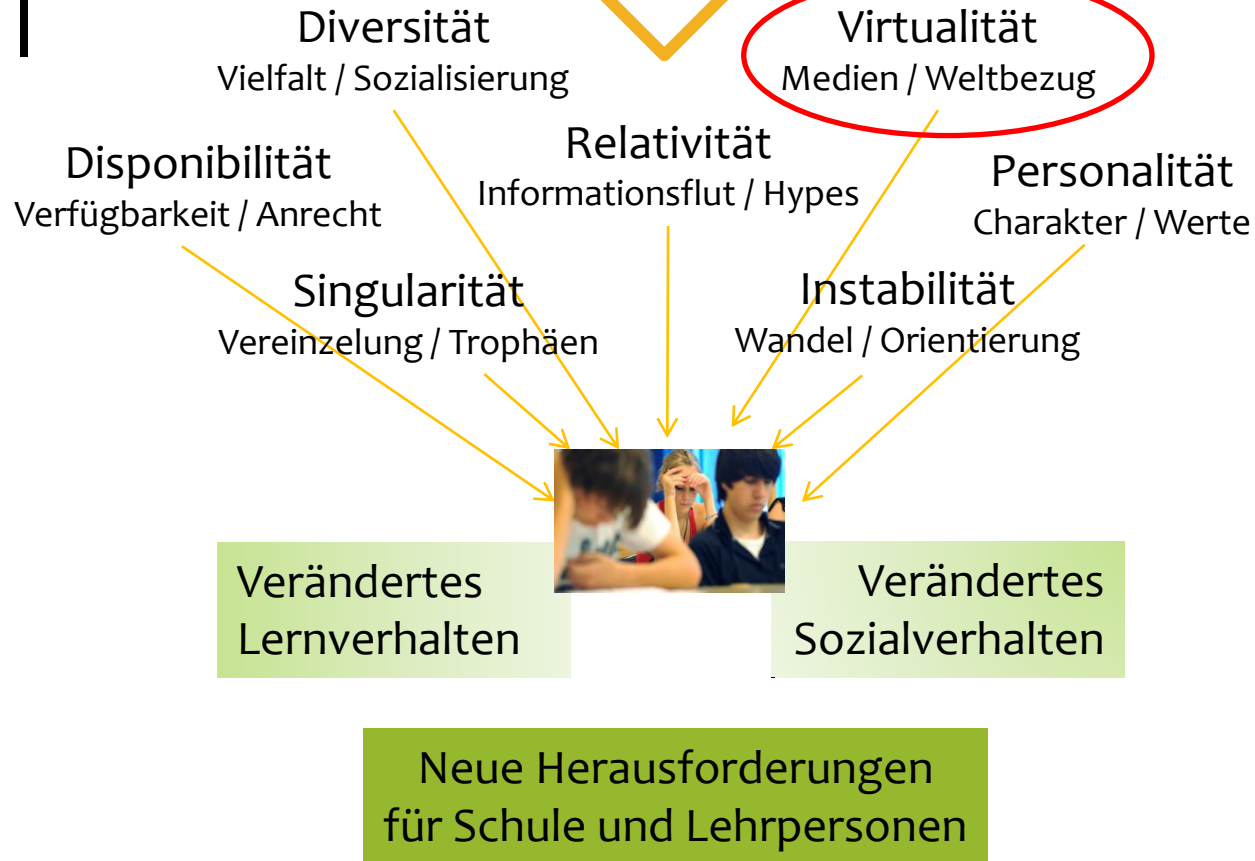 Diversität
Vielfalt / Sozialisierung
Virtualität
Medien / Weltbezug
Disponibilität
Verfügbarkeit / Anrecht
Relativität
Informationsflut / Hypes
Personalität
Charakter / Werte
Singularität
Vereinzelung / Trophäen
Instabilität
Wandel / Orientierung
Verändertes
Lernverhalten
Verändertes
Sozialverhalten
Neue Herausforderungen
für Schule und Lehrpersonen